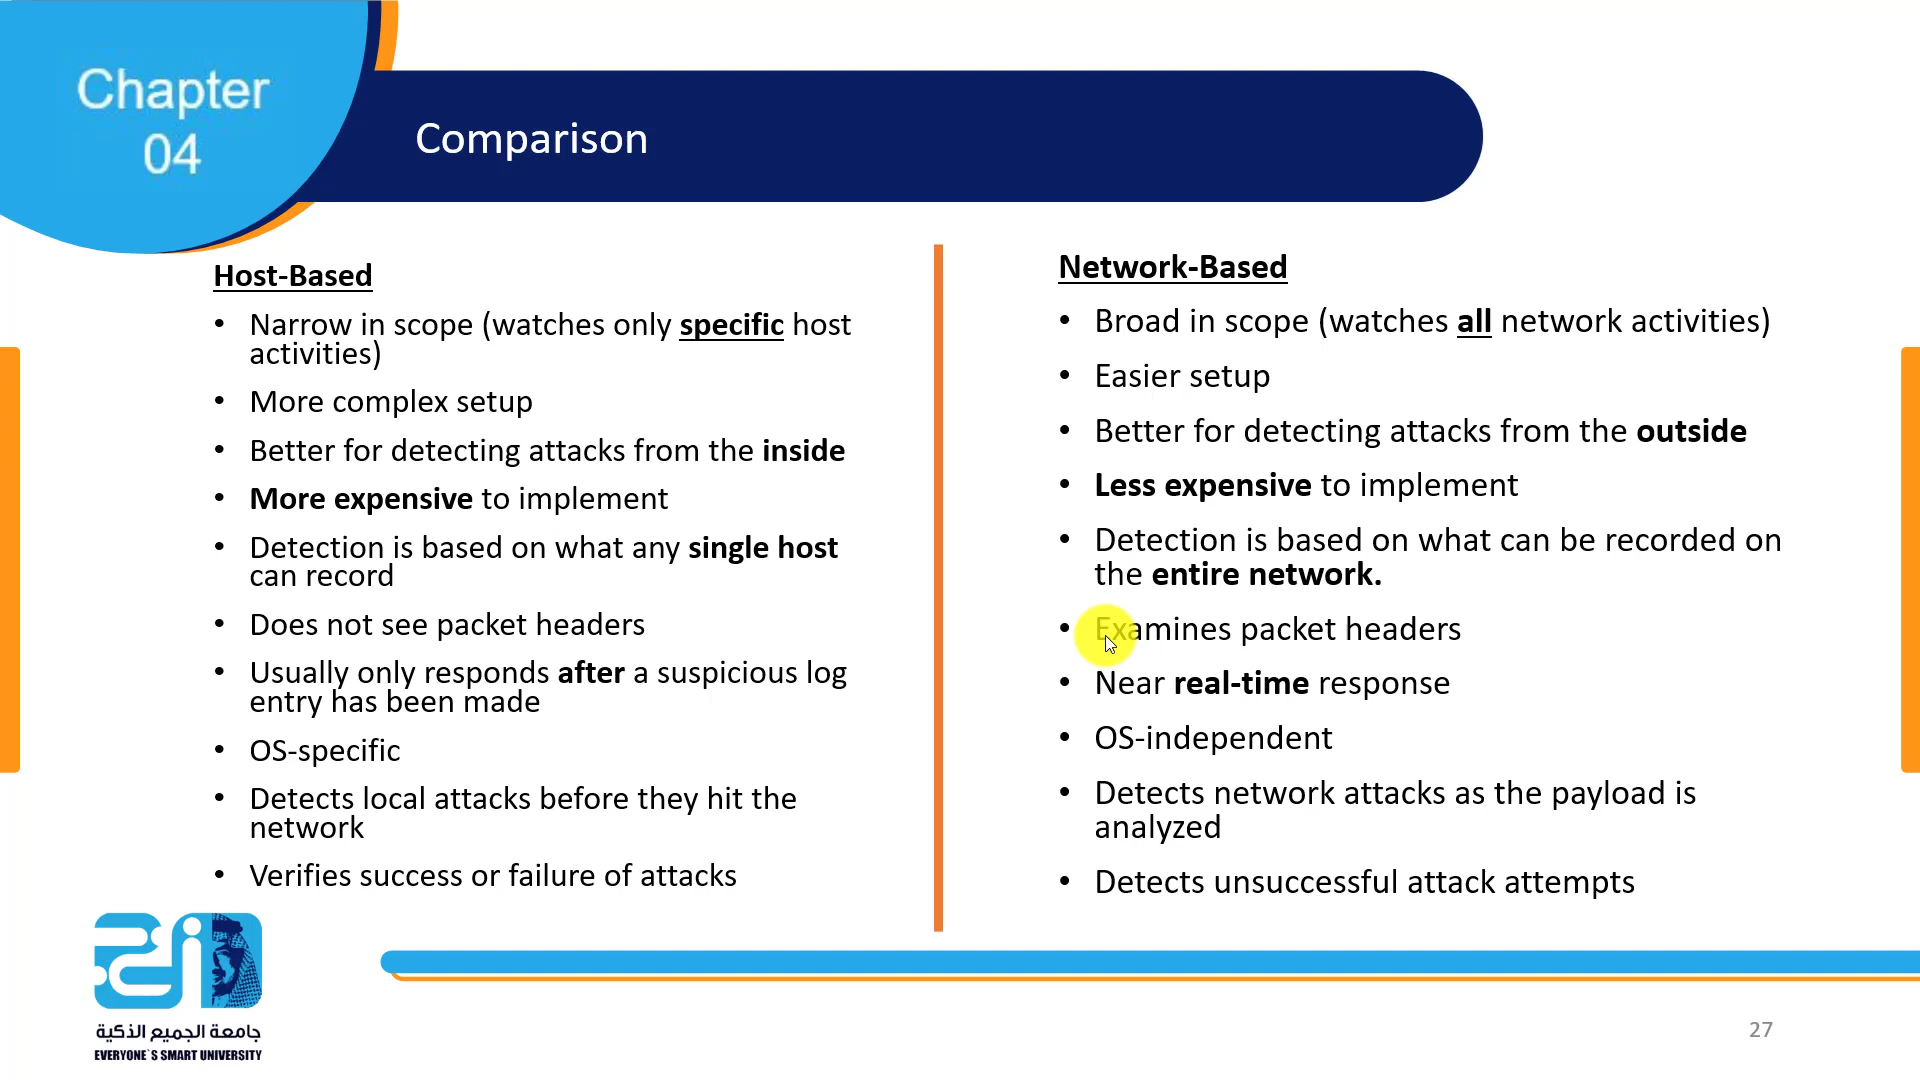 Chapter
04
Comparison
Host-Based
• Narrow in scope (watches only specific host
activities)
• More complex setup
• Better for detecting attacks from the inside
• More expensive to implement
• Detection is based on what any single host
can record
• Does not see packet headers
• Usually only responds after a suspicious log
entry has been made
• OS-specific
• Detects local attacks before they hit the
network
• Verifies success or failure of attacks
Network-Based
• Broad in scope (watches all network activities)
• Easier setup
• Better for detecting attacks from the outside
• Less expensive to implement
• Detection is based on what can be recorded on
the entire network.
• Examines packet headers
• Near real-time response
• OS-independent
• Detects network attacks as the payload is
analyzed
• Detects unsuccessful attack attempts
جامعة الجميع الذكية
EVERYONE`S SMART UNIVERSITY
27